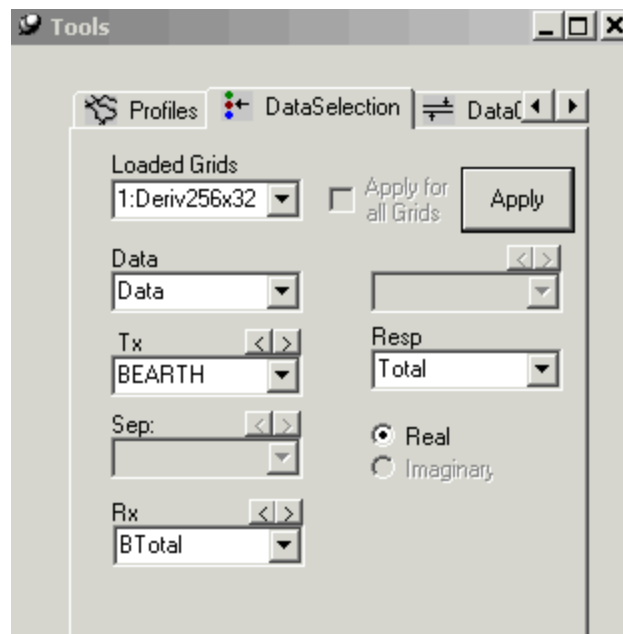 Tools
Profiles DataSelection
Loaded Grids
1:Deriv256x32
Apply for
all Grids
Apply
Data
Data
Tx < >
BEARTH
Resp
Total
Sep: < >
Real
Imaginary
Rx < >
BTotal